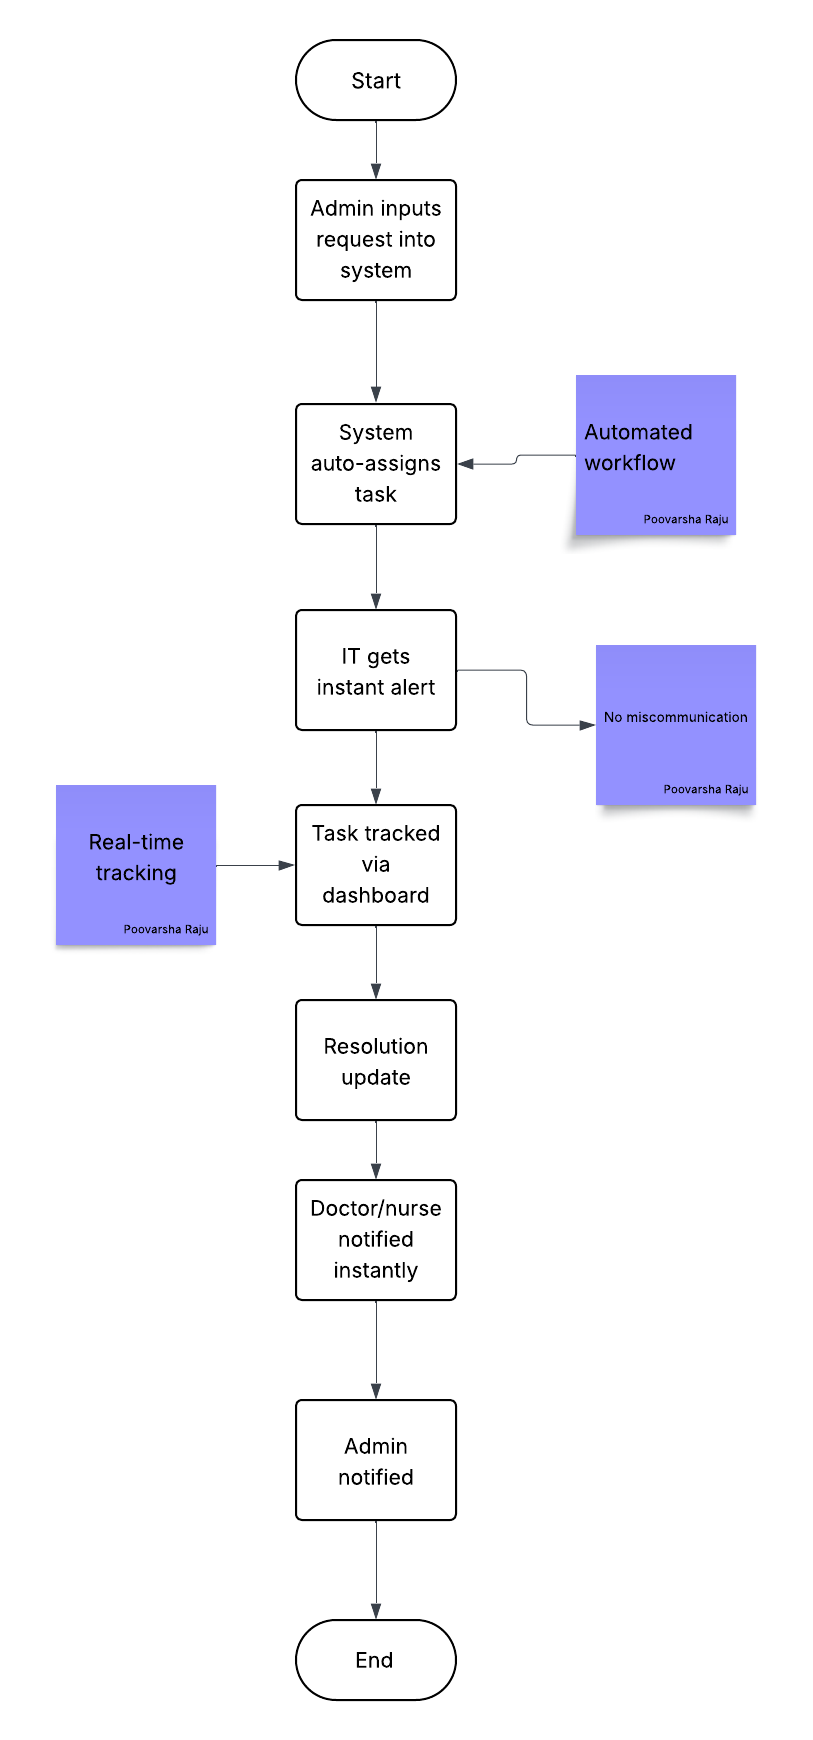 Start
Admin inputs
request into
system
System
auto-assigns
task
Automated
workflow
Poovarsha Raju
IT gets
instant alert
No miscommunication
Poovarsha Raju
Real-time
tracking
Poovarsha Raju
Task tracked
via
dashboard
Resolution
update
Doctor/nurse
notified
instantly
Admin
notified
End